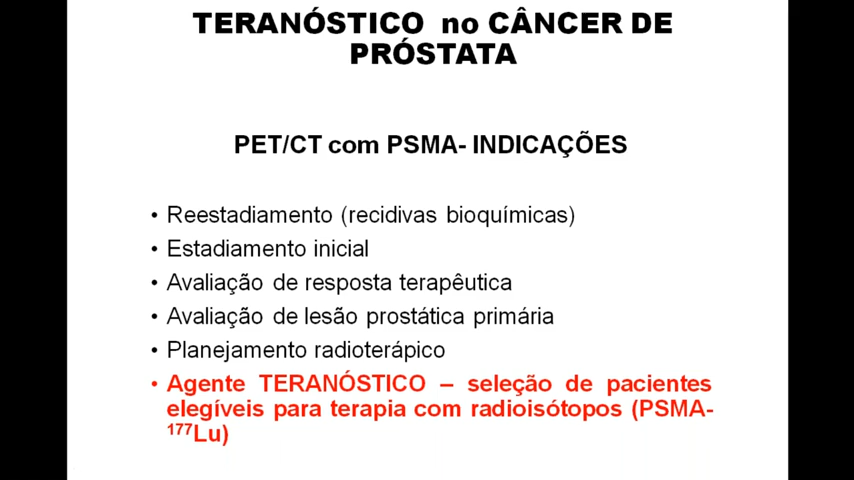 TERANÓSTICO no CÂNCER DE
PRÓSTATA
PET/CT com PSMA- INDICAÇÕES
• Reestadiamento (recidivas bioquímicas)
• Estadiamento inicial
• Avaliação de resposta terapêutica
• Avaliação de lesão prostática primária
• Planejamento radioterápico
• Agente TERANÓSTICO – seleção de pacientes
elegíveis para terapia com radioisótopos (PSMA-
¹⁷⁷Lu)